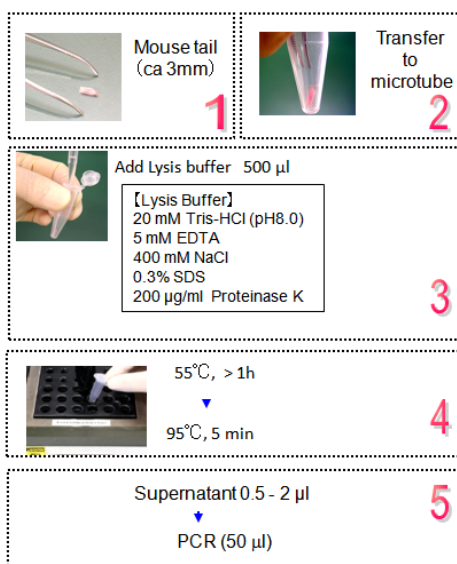 Mouse tail
(ca 3mm)
1
Transfer
to
microtube
2
Add Lysis buffer 500 µl
【Lysis Buffer】
20 mM Tris-HCl (pH8.0)
5 mM EDTA
400 mM NaCl
0.3% SDS
200 µg/ml Proteinase K
3
55℃, > 1h
95℃, 5 min
4
Supernatant 0.5 - 2 µl
PCR (50 µl)
5